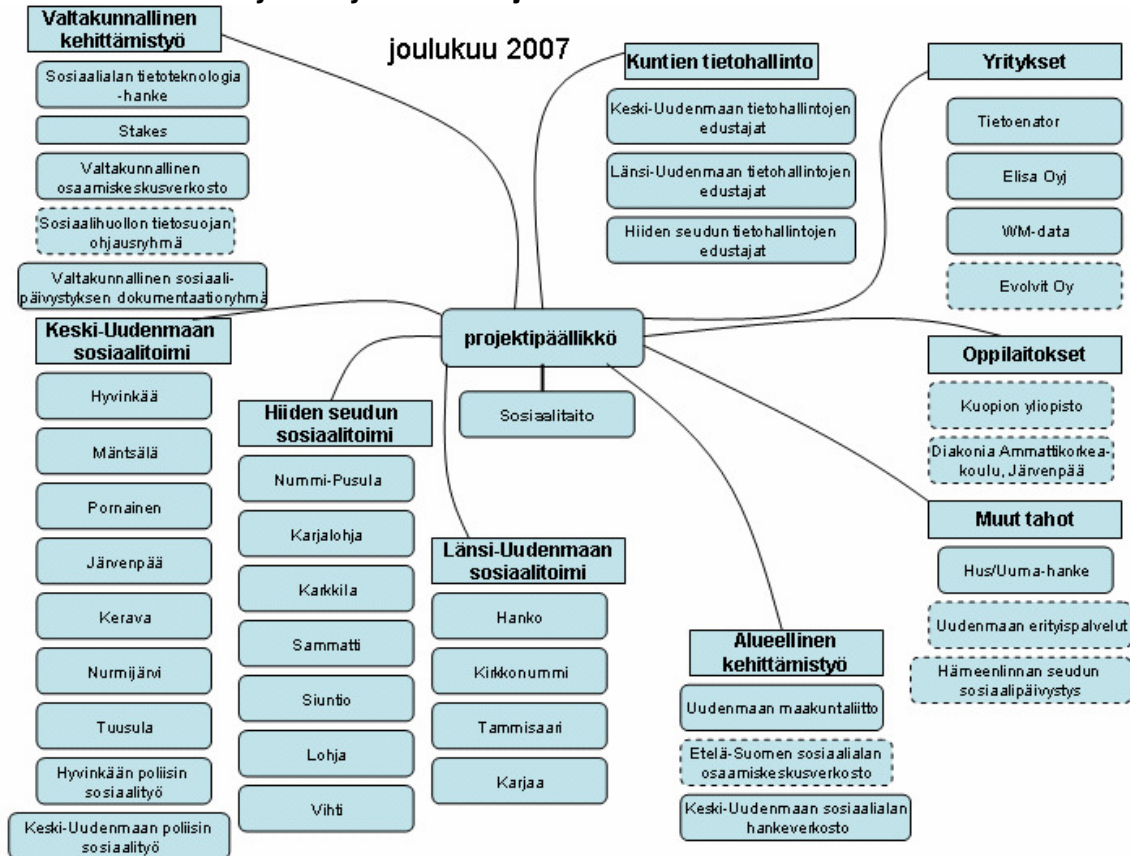 joulukuu 2007
Valtakunnallinen
kehittämistyö
Sosiaalialan tietoteknologia
-hanke
Stakes
Valtakunnallinen
osaamiskeskusverkosto
Sosiaalihuollon tietosuojan
ohjausryhmä
Valtakunnallinen sosiaali-
päivystyksen dokumentaatioryhmä
Kuntien tietohallinto
Keski-Uudenmaan tietohallintojen
edustajat
Länsi-Uudenmaan tietohallintojen
edustajat
Hiiden seudun tietohallintojen
edustajat
Yritykset
Tietoenator
Elisa Oyj
WM-data
Evolvit Oy
projektipäällikkö
Sosiaalitaito
Keski-Uudenmaan
sosiaalitoimi
Hyvinkää
Mäntsälä
Pornainen
Järvenpää
Kerava
Nurmijärvi
Tuusula
Hyvinkään poliisin
sosiaalityö
Keski-Uudenmaan poliisin
sosiaalityö
Hiiden seudun
sosiaalitoimi
Nummi-Pusula
Karjalohja
Karkkila
Sammatti
Siuntio
Lohja
Vihti
Länsi-Uudenmaan
sosiaalitoimi
Hanko
Kirkkonummi
Tammisaari
Karjaa
Alueellinen
kehittämistyö
Uudenmaan maakuntaliitto
Etelä-Suomen sosiaalialan
osaamiskeskusverkosto
Keski-Uudenmaan sosiaalialan
hankeverkosto
Oppilaitokset
Kuopion yliopisto
Diakonia Ammattikorkea-
koulu, Järvenpää
Muut tahot
Hus/Uuma-hanke
Uudenmaan erityispalvelut
Hämeenlinnan seudun
sosiaalipäivystys